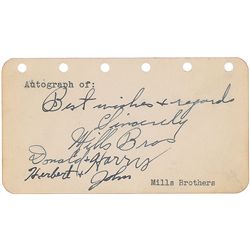 Autograph of:
Best wishes & regards
Sincerely
Mills Bros
Donald & Harry
Herbert & John
Mills Brothers